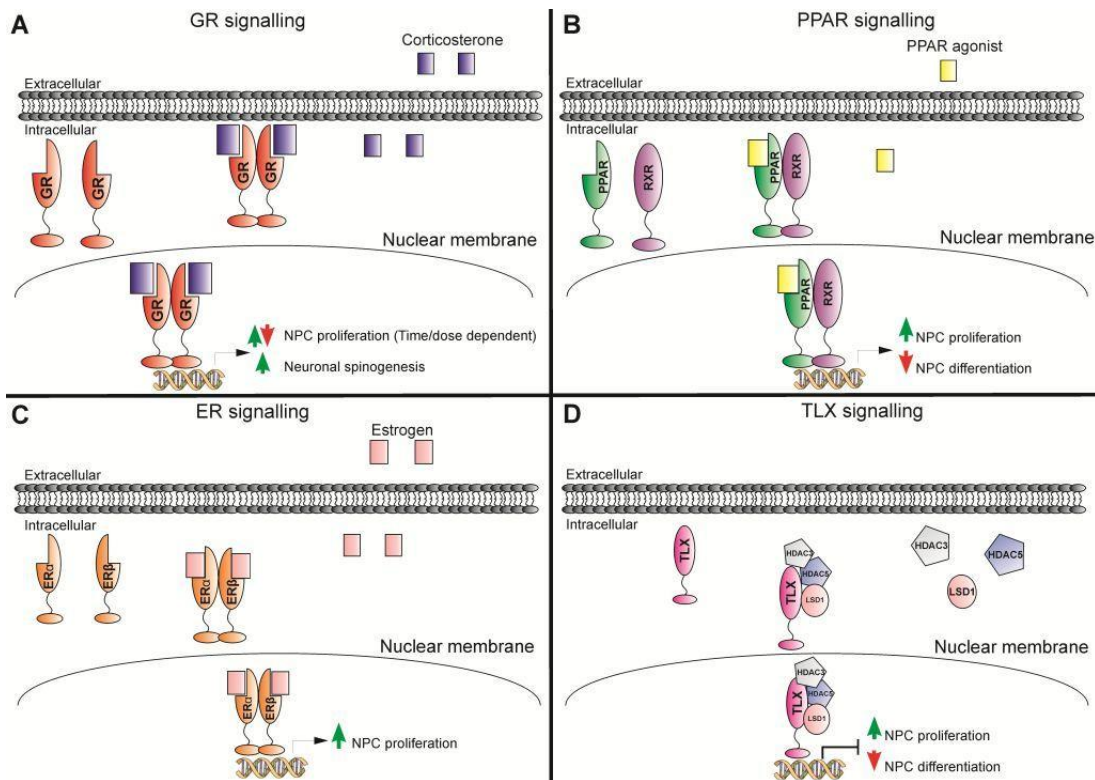 A
GR signalling
Corticosterone
Extracellular
Intracellular
GR
GR
GR
GR
Nuclear membrane
GR
GR
NPC proliferation (Time/dose dependent)
Neuronal spinogenesis
B
PPAR signalling
PPAR agonist
Extracellular
Intracellular
PPAR
RXR
PPAR
RXR
Nuclear membrane
PPAR
RXR
NPC proliferation
NPC differentiation
C
ER signalling
Estrogen
Extracellular
Intracellular
ERα
ERβ
ERα
ERβ
Nuclear membrane
ERα
ERβ
NPC proliferation
D
TLX signalling
Extracellular
Intracellular
TLX
HDAC3
HDAC5
TLX
LSD1
HDAC3
HDAC5
LSD1
Nuclear membrane
HDAC3
TLX
HDAC5
LSD1
NPC proliferation
NPC differentiation